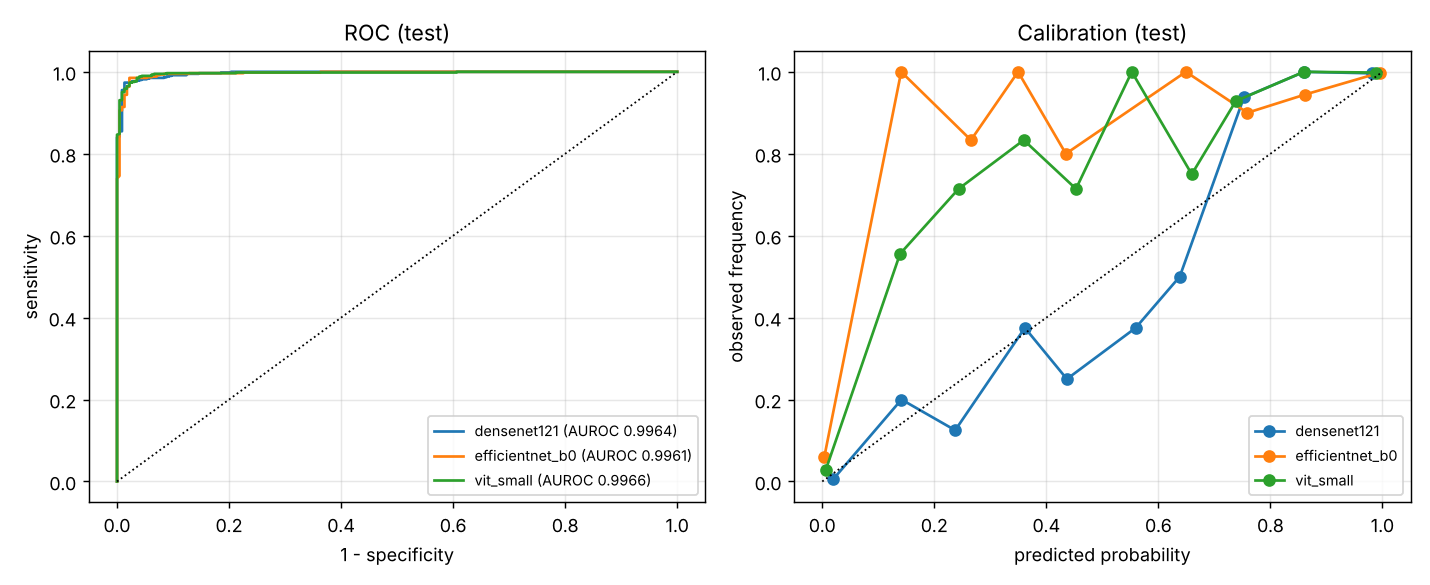 ROC (test)
1.0
0.8
0.6
0.4
0.2
0.0
sensitivity
densenet121 (AUROC 0.9964)
efficientnet_b0 (AUROC 0.9961)
vit_small (AUROC 0.9966)
0.0 0.2 0.4 0.6 0.8 1.0
1 - specificity
Calibration (test)
1.0
0.8
0.6
0.4
0.2
0.0
observed frequency
densenet121
efficientnet_b0
vit_small
0.0 0.2 0.4 0.6 0.8 1.0
predicted probability